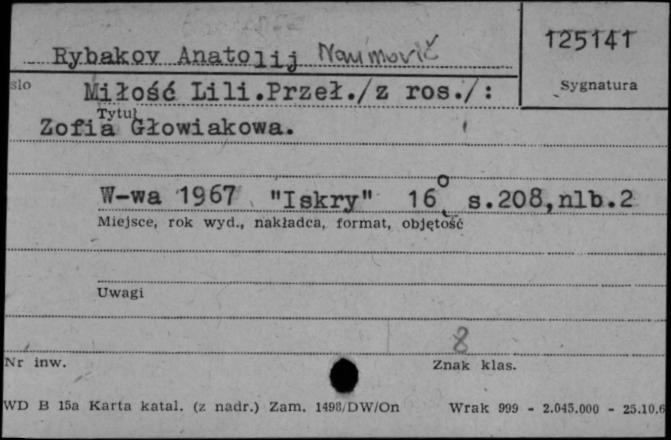 Rybakov Anatolij Naumovič
125141
Sygnatura
sło
Miłość Lili.Przeł./z ros./:
Tytuł
Zofia Głowiakowa.
W-wa 1967 "Iskry" 16° s.208,nlb.2
Miejsce, rok wyd., nakładca, format, objętość
Uwagi
8
Nr inw.
Znak klas.
WD B 15a Karta katal. (z nadr.) Zam. 1498/DW/On Wrak 999 - 2.045.000 - 25.10.6